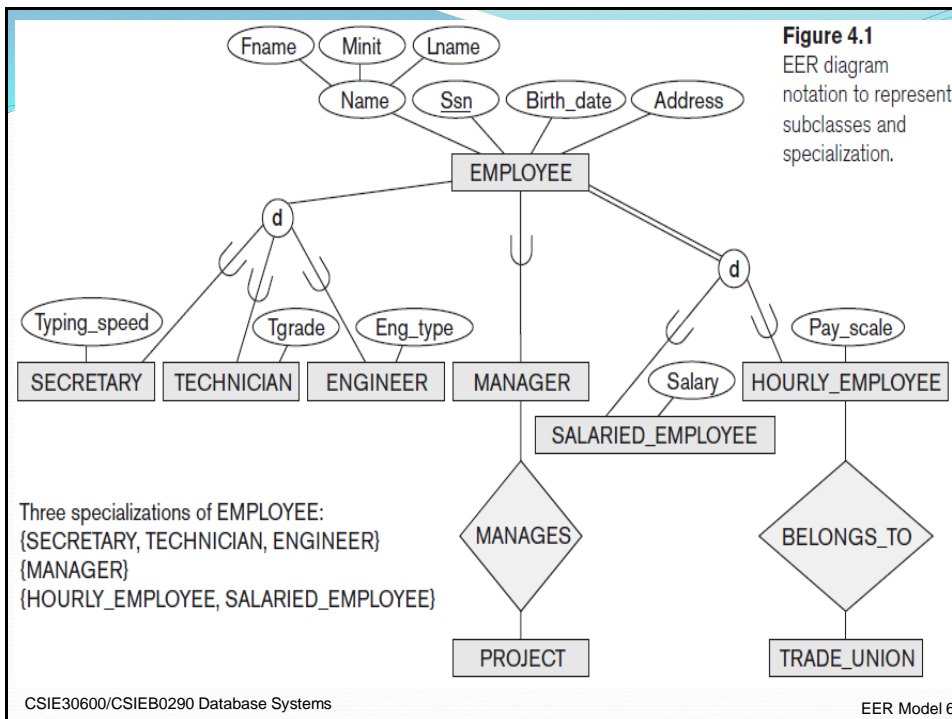 Figure 4.1
EER diagram
notation to represent
subclasses and
specialization.
Fname
Minit
Lname
Name
Ssn
Birth_date
Address
EMPLOYEE
d
d
Typing_speed
Tgrade
Eng_type
Pay_scale
Salary
SECRETARY
TECHNICIAN
ENGINEER
MANAGER
HOURLY_EMPLOYEE
SALARIED_EMPLOYEE
Three specializations of EMPLOYEE:
{SECRETARY, TECHNICIAN, ENGINEER}
{MANAGER}
{HOURLY_EMPLOYEE, SALARIED_EMPLOYEE}
MANAGES
BELONGS_TO
PROJECT
TRADE_UNION
CSIE30600/CSIEB0290 Database Systems
EER Model 6